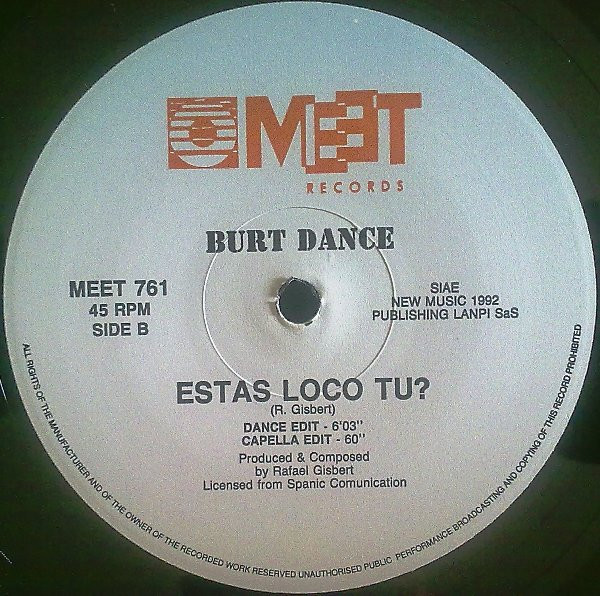 MEET
RECORDS
BURT DANCE
MEET 761
45 RPM
SIDE B
SIAE
NEW MUSIC 1992
PUBLISHING LANPI SaS
ESTAS LOCO TU?
(R. Gisbert)
DANCE EDIT - 6'03"
CAPELLA EDIT - 60"
Produced & Composed
by Rafael Gisbert
Licensed from Spanic Comunication
ALL RIGHTS OF THE MANUFACTURER AND OF THE OWNER OF THE RECORDED WORK RESERVED UNAUTHORISED PUBLIC PERFORMANCE BROADCASTING AND COPYING OF THIS RECORD PROHIBITED